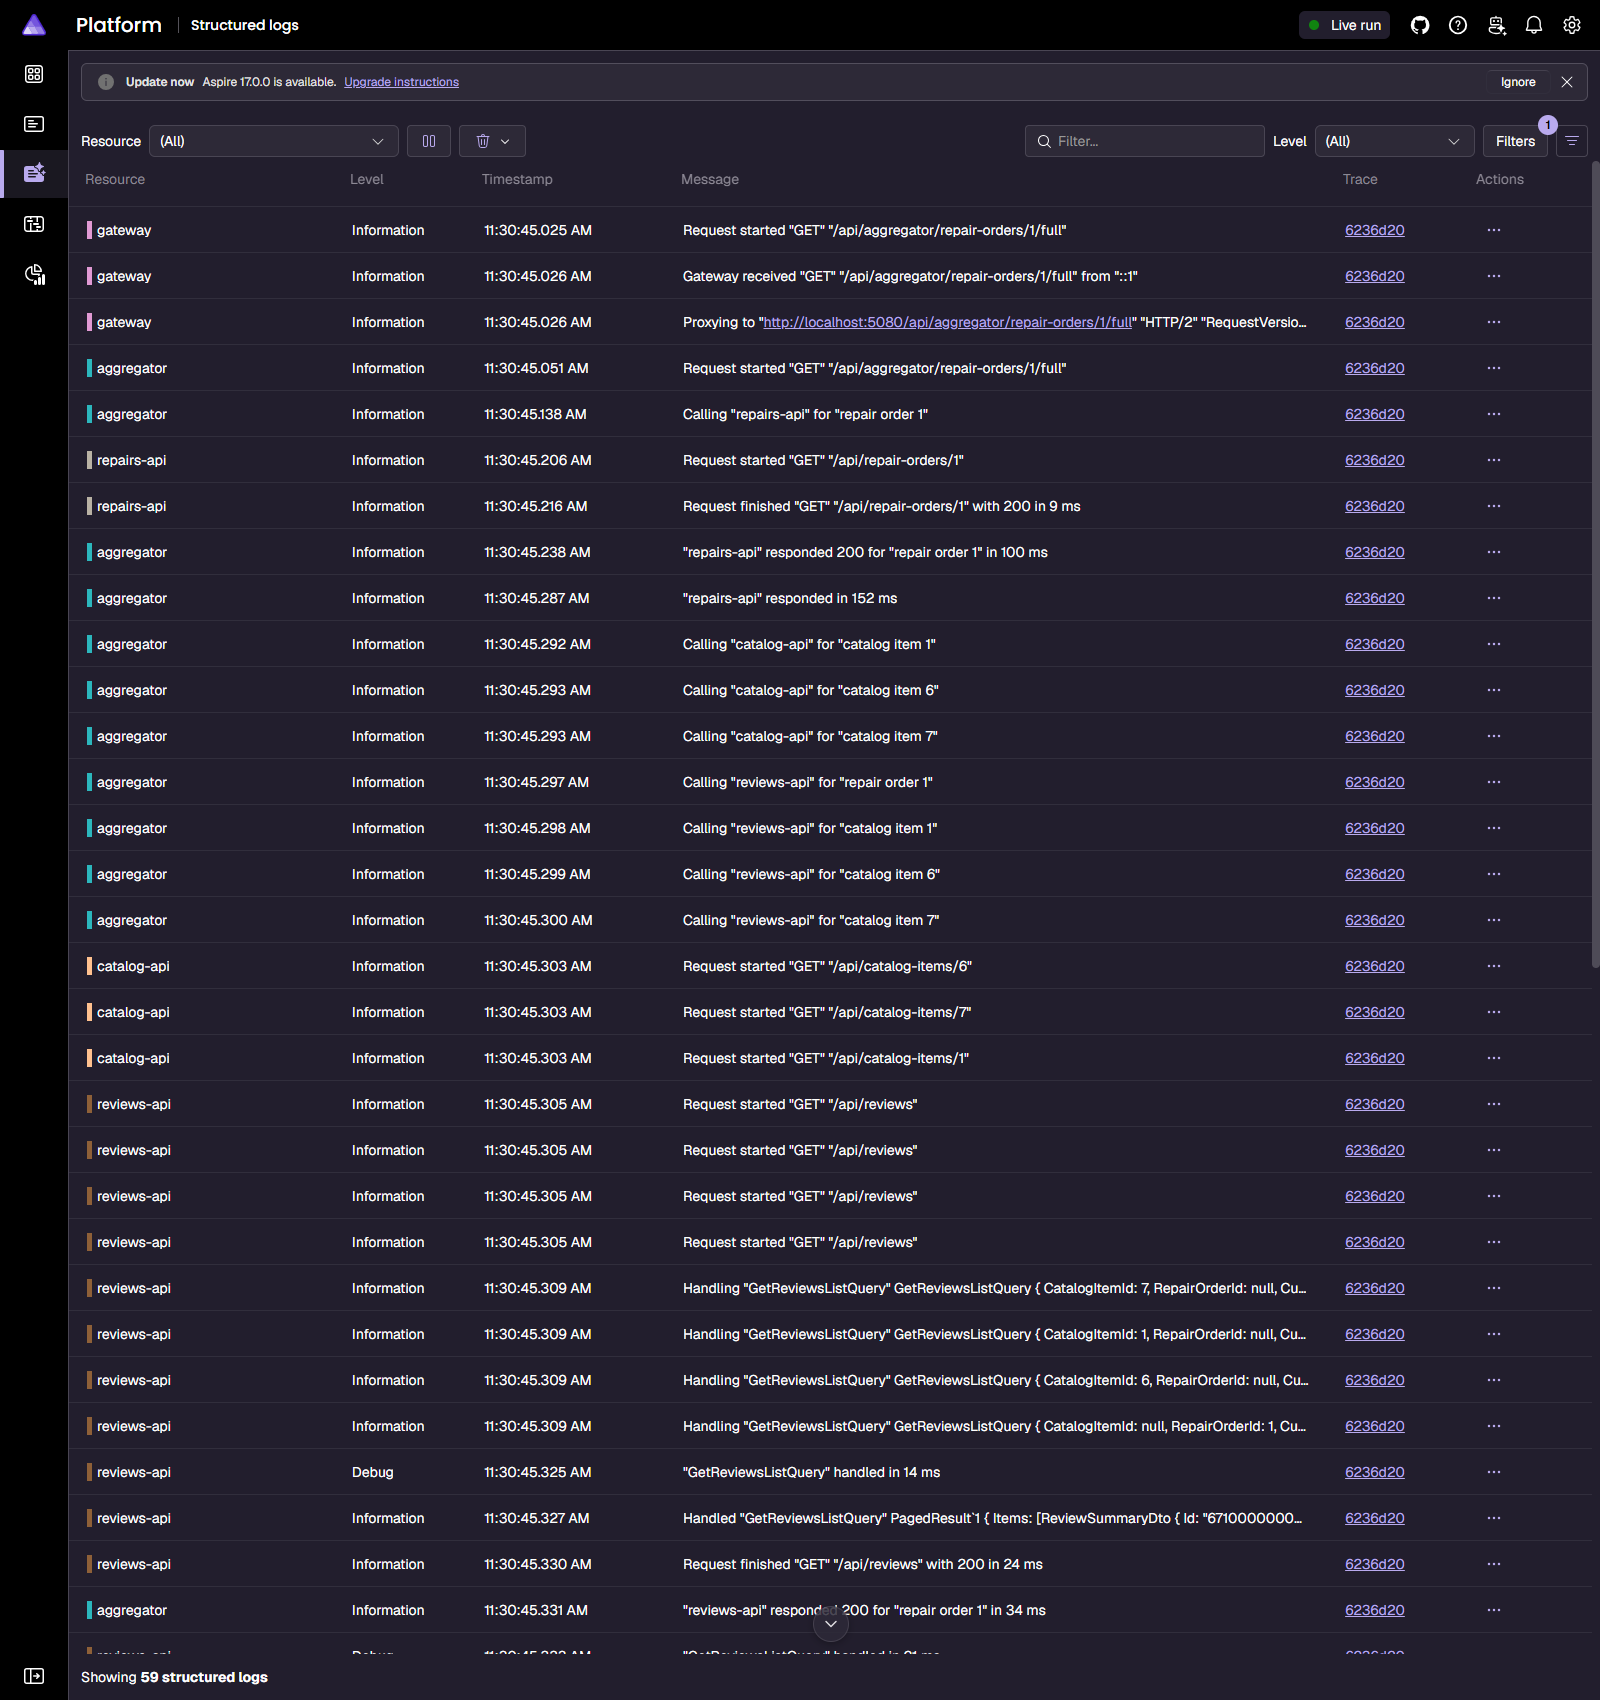 Platform
Structured logs
Live run
Update now Aspire 17.0.0 is available. Upgrade instructions
Ignore
Resource
(All)
Filter...
Level
(All)
Filters
1
Resource Level Timestamp Message Trace Actions
gateway Information 11:30:45.025 AM Request started "GET" "/api/aggregator/repair-orders/1/full" 6236d20 ...
gateway Information 11:30:45.026 AM Gateway received "GET" "/api/aggregator/repair-orders/1/full" from "::1" 6236d20 ...
gateway Information 11:30:45.026 AM Proxying to "http://localhost:5080/api/aggregator/repair-orders/1/full" "HTTP/2" "RequestVersio... 6236d20 ...
aggregator Information 11:30:45.051 AM Request started "GET" "/api/aggregator/repair-orders/1/full" 6236d20 ...
aggregator Information 11:30:45.138 AM Calling "repairs-api" for "repair order 1" 6236d20 ...
repairs-api Information 11:30:45.206 AM Request started "GET" "/api/repair-orders/1" 6236d20 ...
repairs-api Information 11:30:45.216 AM Request finished "GET" "/api/repair-orders/1" with 200 in 9 ms 6236d20 ...
aggregator Information 11:30:45.238 AM "repairs-api" responded 200 for "repair order 1" in 100 ms 6236d20 ...
aggregator Information 11:30:45.287 AM "repairs-api" responded in 152 ms 6236d20 ...
aggregator Information 11:30:45.292 AM Calling "catalog-api" for "catalog item 1" 6236d20 ...
aggregator Information 11:30:45.293 AM Calling "catalog-api" for "catalog item 6" 6236d20 ...
aggregator Information 11:30:45.293 AM Calling "catalog-api" for "catalog item 7" 6236d20 ...
aggregator Information 11:30:45.297 AM Calling "reviews-api" for "repair order 1" 6236d20 ...
aggregator Information 11:30:45.298 AM Calling "reviews-api" for "catalog item 1" 6236d20 ...
aggregator Information 11:30:45.299 AM Calling "reviews-api" for "catalog item 6" 6236d20 ...
aggregator Information 11:30:45.300 AM Calling "reviews-api" for "catalog item 7" 6236d20 ...
catalog-api Information 11:30:45.303 AM Request started "GET" "/api/catalog-items/6" 6236d20 ...
catalog-api Information 11:30:45.303 AM Request started "GET" "/api/catalog-items/7" 6236d20 ...
catalog-api Information 11:30:45.303 AM Request started "GET" "/api/catalog-items/1" 6236d20 ...
reviews-api Information 11:30:45.305 AM Request started "GET" "/api/reviews" 6236d20 ...
reviews-api Information 11:30:45.305 AM Request started "GET" "/api/reviews" 6236d20 ...
reviews-api Information 11:30:45.305 AM Request started "GET" "/api/reviews" 6236d20 ...
reviews-api Information 11:30:45.305 AM Request started "GET" "/api/reviews" 6236d20 ...
reviews-api Information 11:30:45.309 AM Handling "GetReviewsListQuery" GetReviewsListQuery { CatalogItemId: 7, RepairOrderId: null, Cu... 6236d20 ...
reviews-api Information 11:30:45.309 AM Handling "GetReviewsListQuery" GetReviewsListQuery { CatalogItemId: 1, RepairOrderId: null, Cu... 6236d20 ...
reviews-api Information 11:30:45.309 AM Handling "GetReviewsListQuery" GetReviewsListQuery { CatalogItemId: 6, RepairOrderId: null, Cu... 6236d20 ...
reviews-api Information 11:30:45.309 AM Handling "GetReviewsListQuery" GetReviewsListQuery { CatalogItemId: null, RepairOrderId: 1, Cu... 6236d20 ...
reviews-api Debug 11:30:45.325 AM "GetReviewsListQuery" handled in 14 ms 6236d20 ...
reviews-api Information 11:30:45.327 AM Handled "GetReviewsListQuery" PagedResult`1 { Items: [ReviewSummaryDto { Id: "6710000000... 6236d20 ...
reviews-api Information 11:30:45.330 AM Request finished "GET" "/api/reviews" with 200 in 24 ms 6236d20 ...
aggregator Information 11:30:45.331 AM "reviews-api" responded 200 for "repair order 1" in 34 ms 6236d20 ...
Showing 59 structured logs